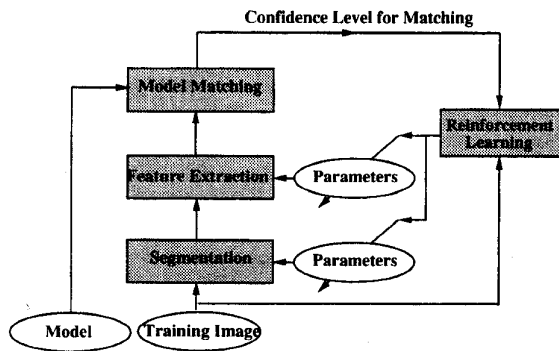 Confidence Level for Matching
Model Matching
Reinforcement
Learning
Feature Extraction
Parameters
Segmentation
Parameters
Model
Training Image